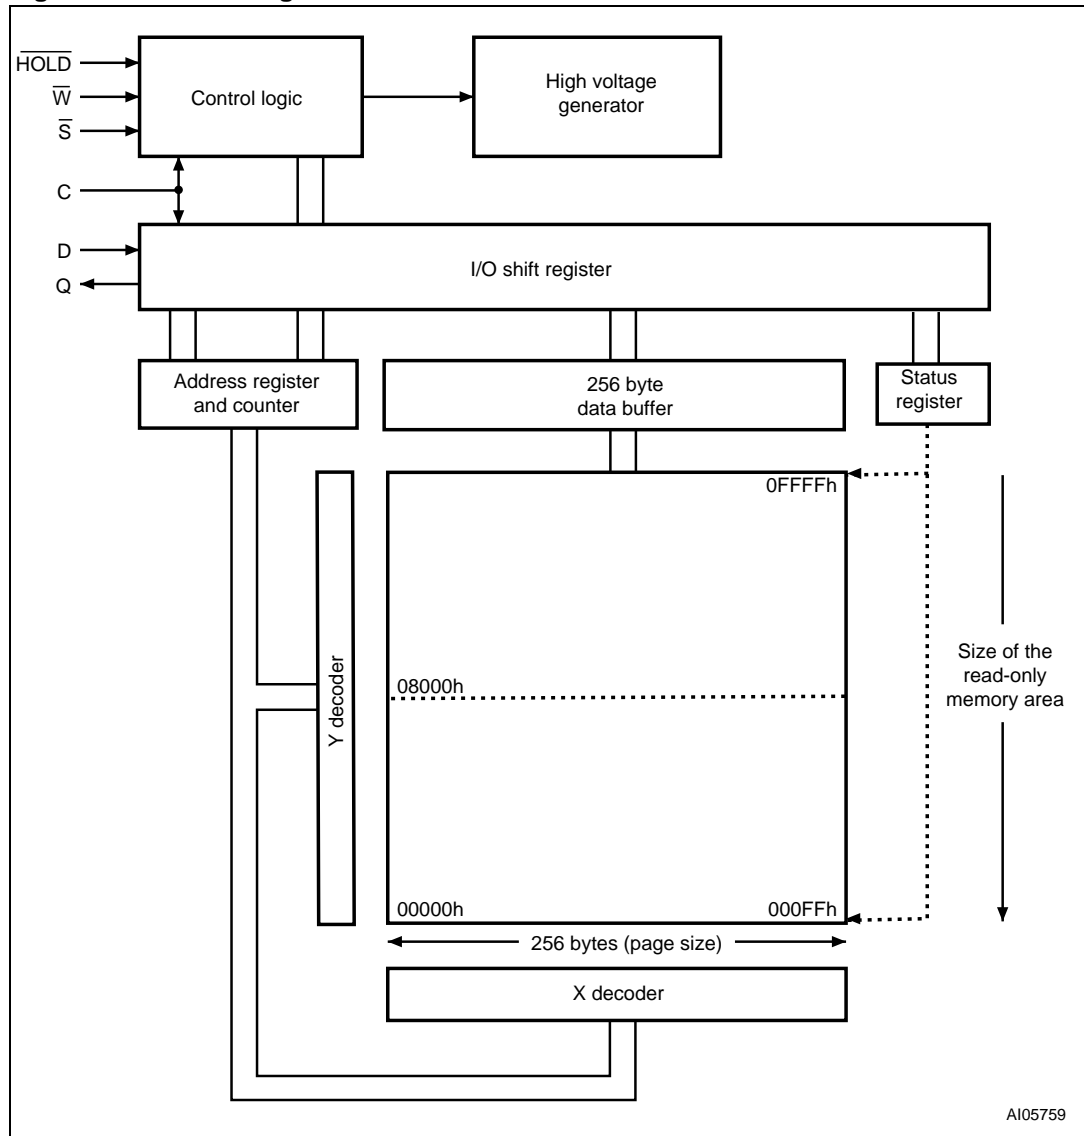 H̅O̅L̅D̅
W̅
S̅
C
D
Q
Control logic
High voltage
generator
I/O shift register
Address register
and counter
256 byte
data buffer
Status
register
0FFFFh
Y decoder
08000h
Size of the
read-only
memory area
00000h
000FFh
256 bytes (page size)
X decoder
AI05759